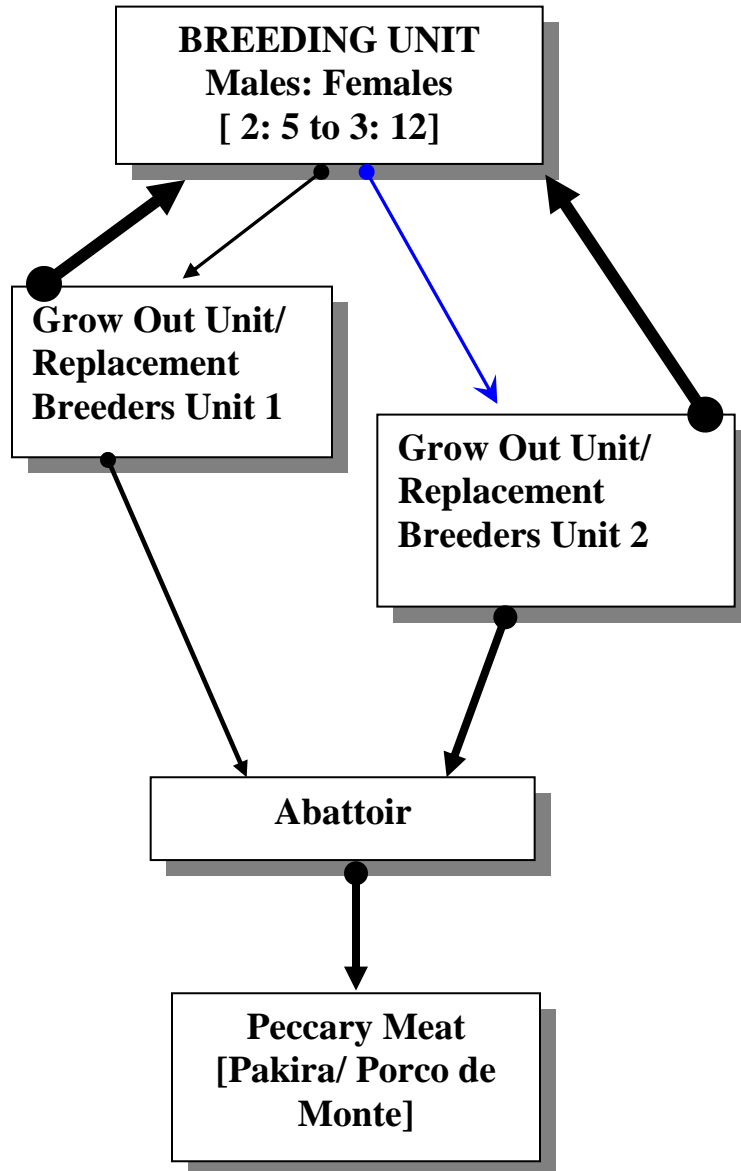 BREEDING UNIT
Males: Females
[ 2: 5 to 3: 12]
Grow Out Unit/
Replacement
Breeders Unit 1
Grow Out Unit/
Replacement
Breeders Unit 2
Abattoir
Peccary Meat
[Pakira/ Porco de
Monte]